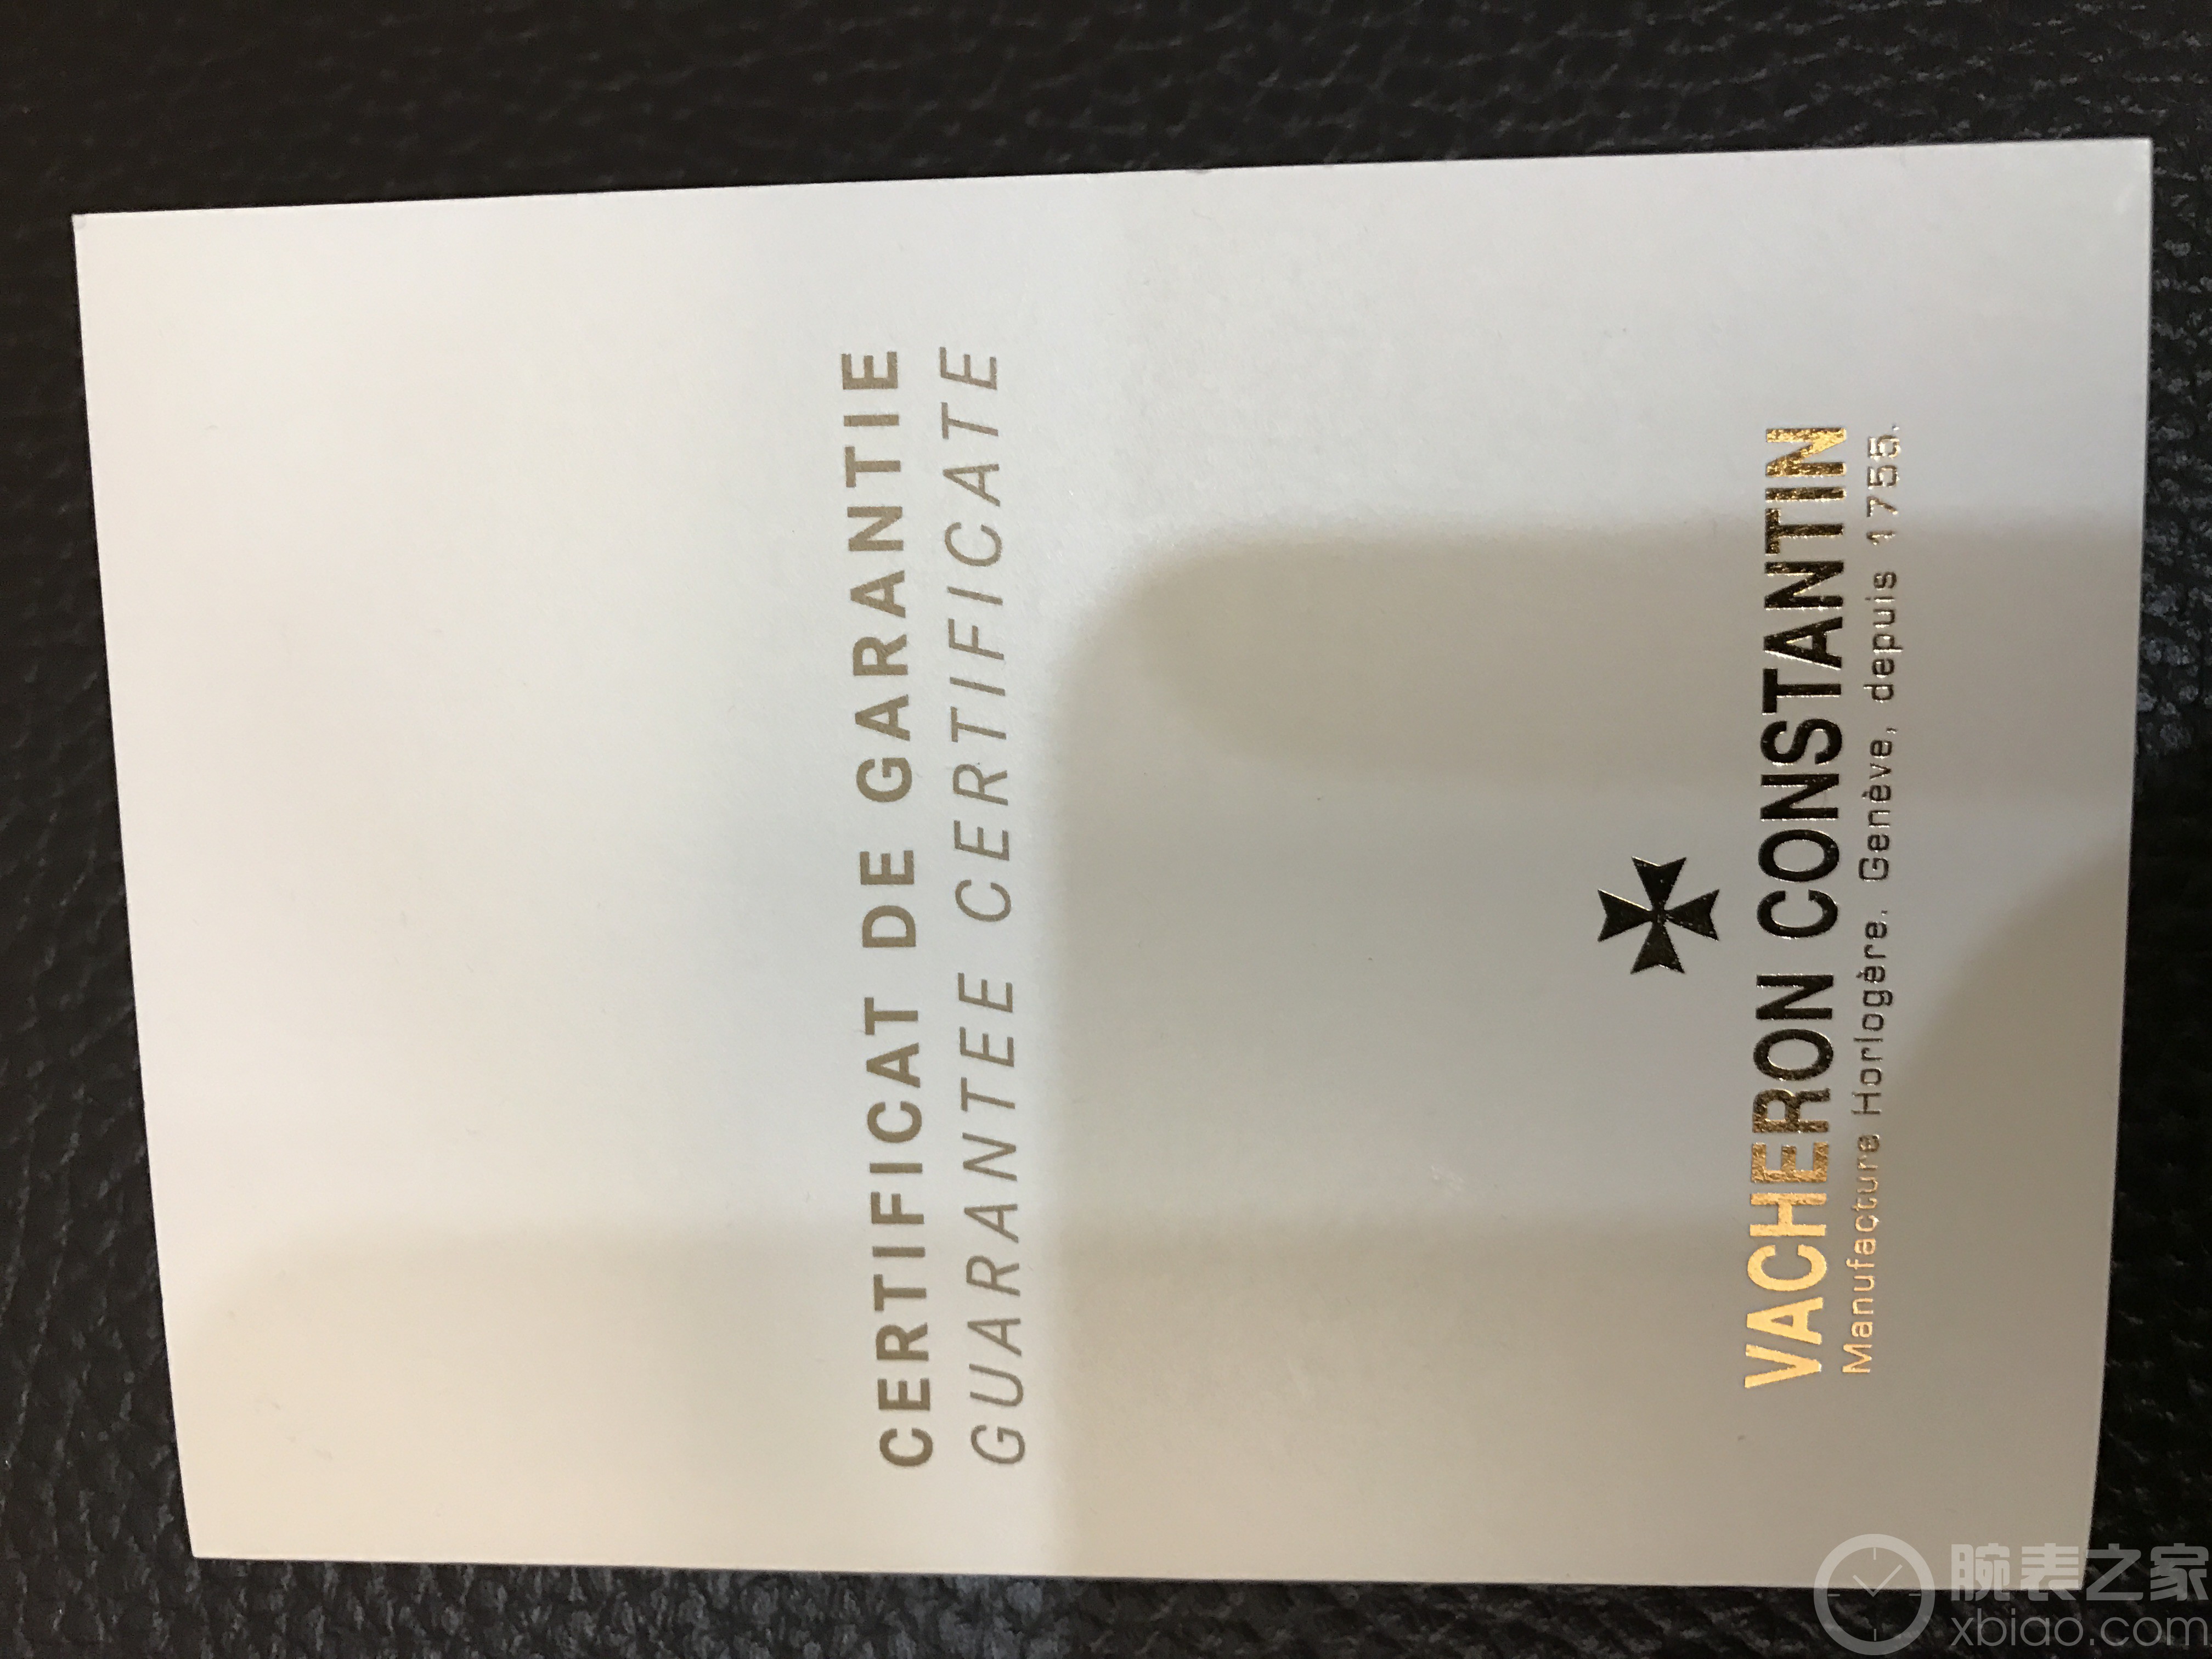 CERTIFICAT DE GARANTIE
GUARANTEE CERTIFICATE
VACHERON CONSTANTIN
Manufacture Horlogère. Genève, depuis 1755.
腕表之家
xbiao.com